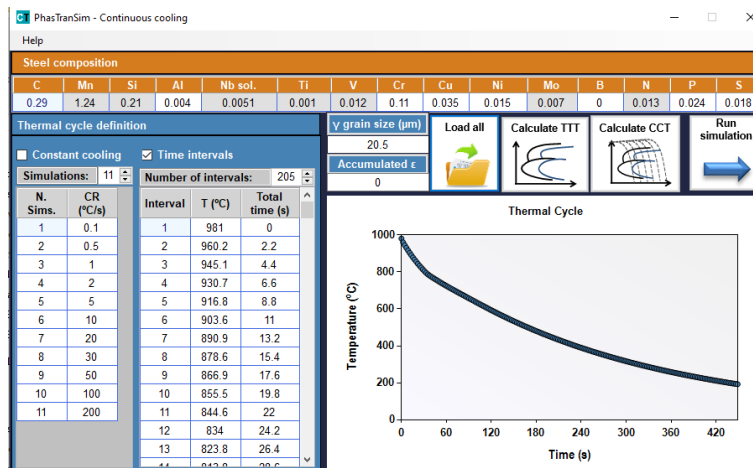 CT PhasTranSim - Continuous cooling
Help
Steel composition
C Mn Si Al Nb sol. Ti V Cr Cu Ni Mo B N P S
0.29 1.24 0.21 0.004 0.0051 0.001 0.012 0.11 0.035 0.015 0.007 0 0.013 0.024 0.018
Thermal cycle definition
γ grain size (µm)
20.5
Accumulated ε
0
Load all
Calculate TTT
Calculate CCT
Run
simulation
Constant cooling
Time intervals
Simulations: 11
Number of intervals: 205
N.
Sims.
CR
(ºC/s)
1 0.1
2 0.5
3 1
4 2
5 5
6 10
7 20
8 30
9 50
10 100
11 200
Interval T (ºC) Total
time (s)
1 981 0
2 960.2 2.2
3 945.1 4.4
4 930.7 6.6
5 916.8 8.8
6 903.6 11
7 890.9 13.2
8 878.6 15.4
9 866.9 17.6
10 855.5 19.8
11 844.6 22
12 834 24.2
13 823.8 26.4
Thermal Cycle
Temperature (ºC)
1000
800
600
400
200
0
0 60 120 180 240 300 360 420
Time (s)